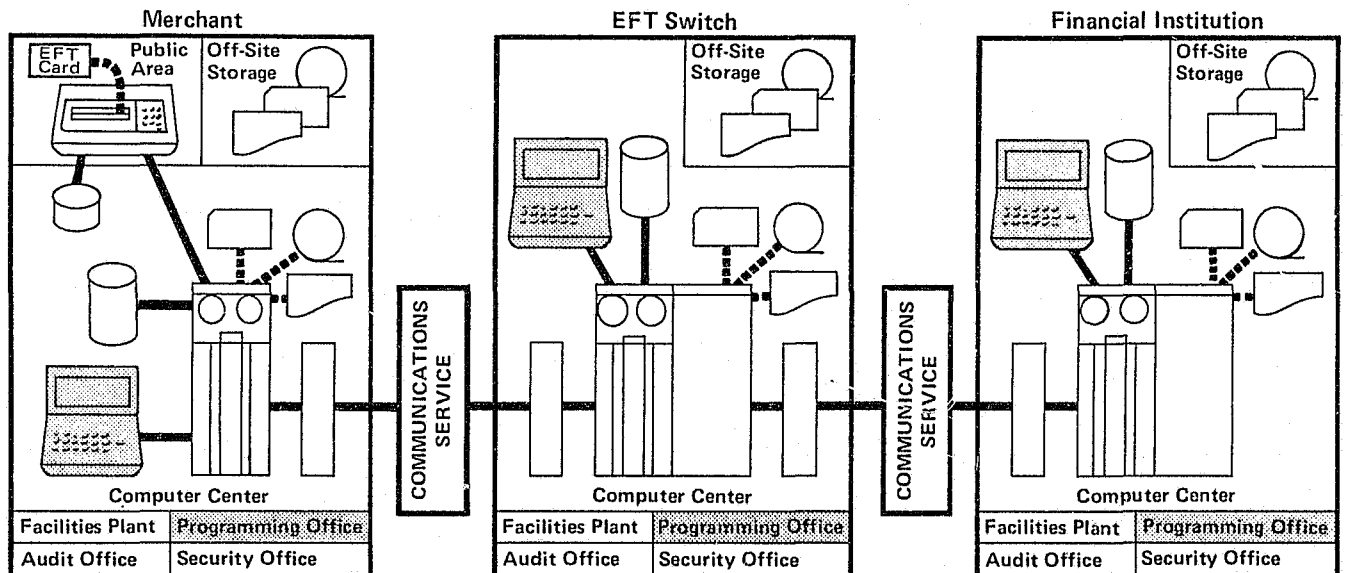 Merchant
EFT
Card
Public
Area
Off-Site
Storage
Computer Center
Facilities Plant
Programming Office
Audit Office
Security Office
COMMUNICATIONS
SERVICE
EFT Switch
Off-Site
Storage
Computer Center
Facilities Plant
Programming Office
Audit Office
Security Office
COMMUNICATIONS
SERVICE
Financial Institution
Off-Site
Storage
Computer Center
Facilities Plant
Programming Office
Audit Office
Security Office